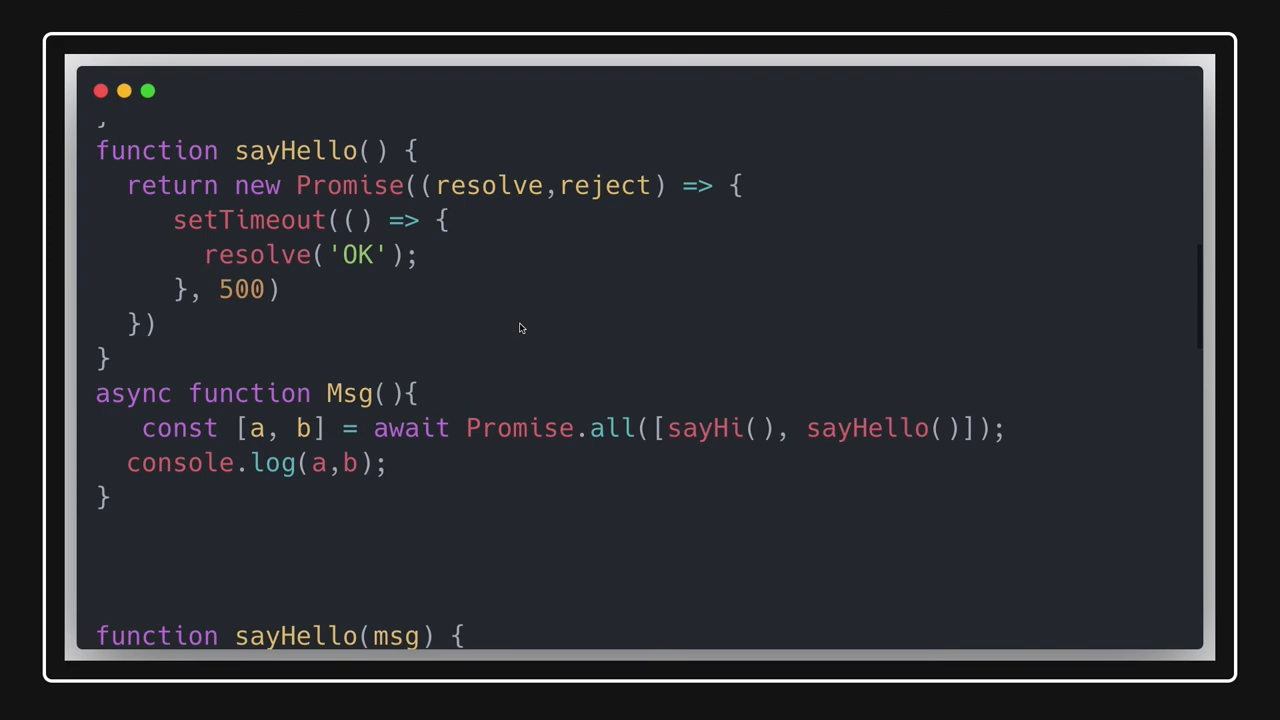 }
function sayHello() {
  return new Promise((resolve,reject) => {
     setTimeout(() => {
       resolve('OK');
     }, 500)
  })
}
async function Msg(){
   const [a, b] = await Promise.all([sayHi(), sayHello()]);
  console.log(a,b);
}
function sayHello(msg) {